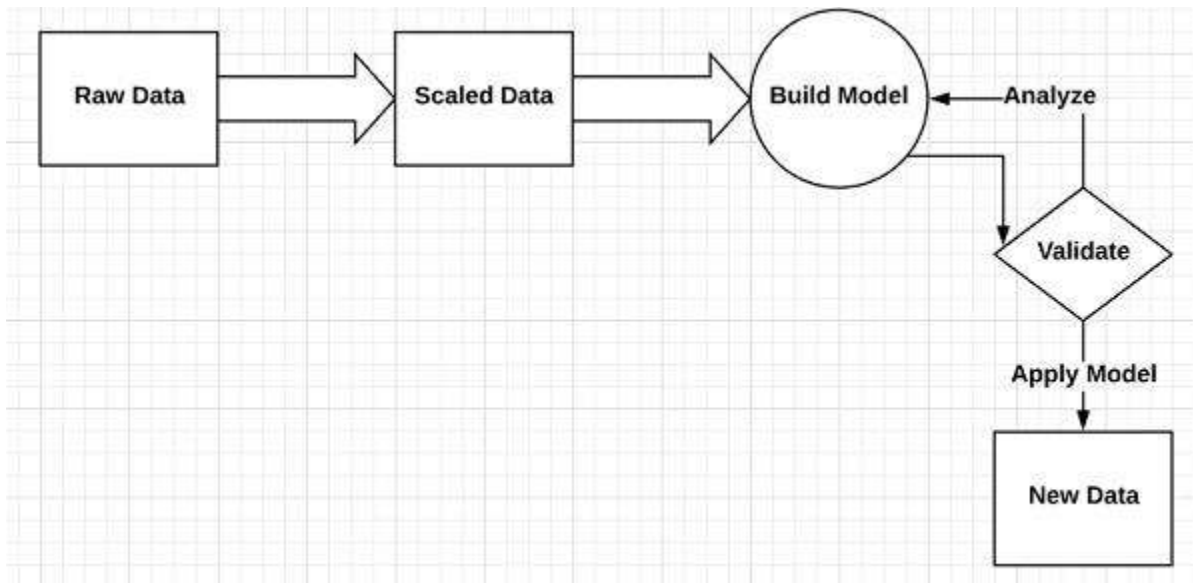 Raw Data
Scaled Data
Build Model
Analyze
Validate
Apply Model
New Data